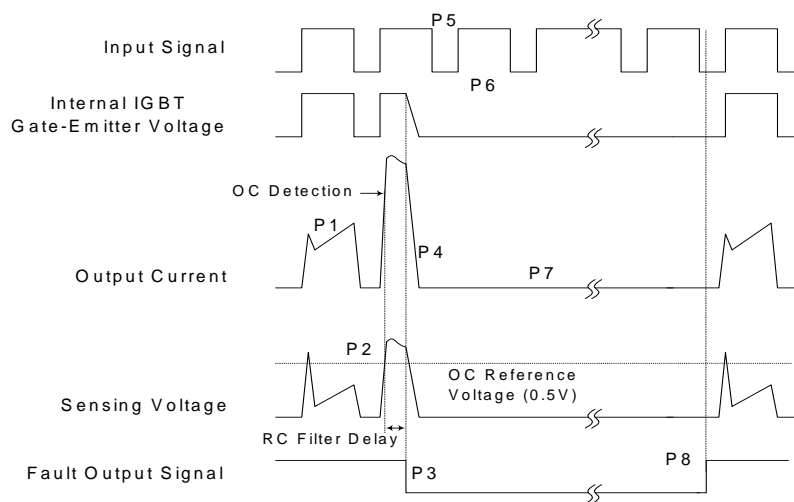 P5
Input Signal
P6
Internal IGBT
Gate-Emitter Voltage
OC Detection
P1
P4
Output Current
P7
P2
OC Reference
Voltage (0.5V)
Sensing Voltage
RC Filter Delay
Fault Output Signal
P3
P8